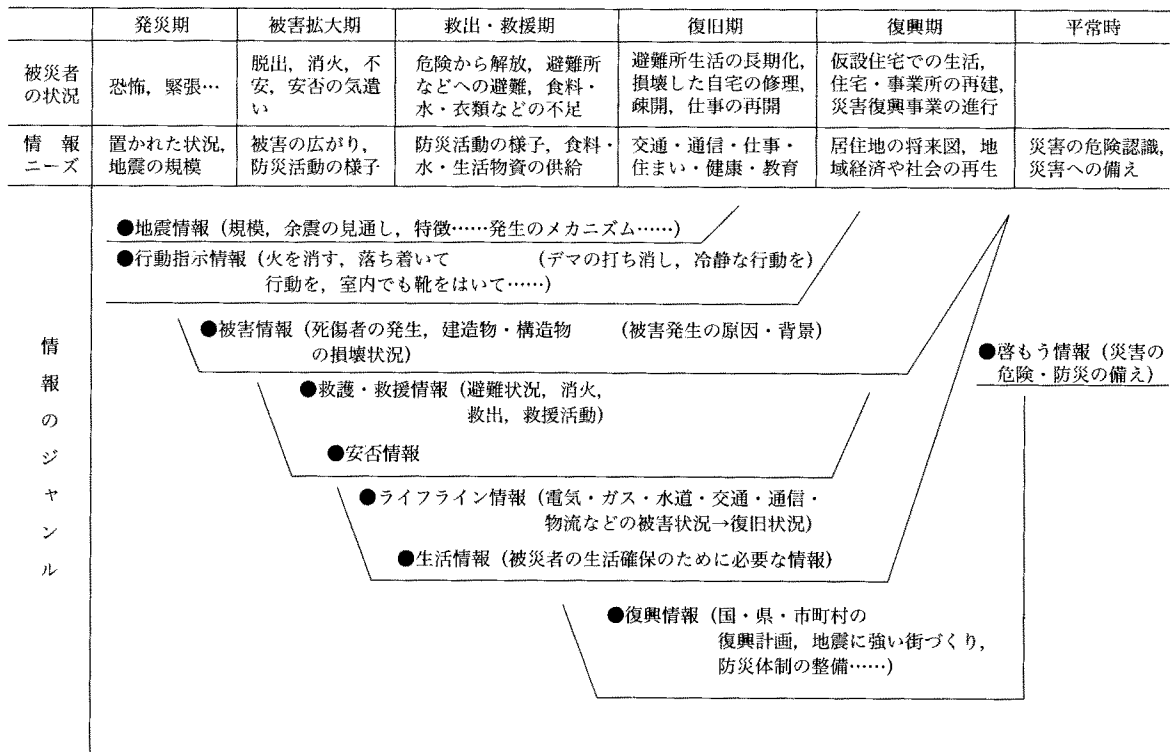 発災期　被害拡大期　救出・救援期　復旧期　復興期　平常時
被災者の状況
恐怖，緊張…
脱出，消火，不
安，安否の気遣
い
危険から解放，避難所
などへの避難，食料・
水・衣類などの不足
避難所生活の長期化，
損壊した自宅の修理，
疎開，仕事の再開
仮設住宅での生活，
住宅・事業所の再建，
災害復興事業の進行
情　報
ニーズ
置かれた状況，
地震の規模
被害の広がり，
防災活動の様子
防災活動の様子，食料・
水・生活物資の供給
交通・通信・仕事・
住まい・健康・教育
居住地の将来図，地
域経済や社会の再生
災害の危険認識，
災害への備え
情報のジャンル
●地震情報（規模，余震の見通し，特徴……発生のメカニズム……）
●行動指示情報（火を消す，落ち着いて　（デマの打ち消し，冷静な行動を）
行動を，室内でも靴をはいて……）
●被害情報（死傷者の発生，建造物・構造物　（被害発生の原因・背景）
の損壊状況）
●救護・救援情報（避難状況，消火，
救出，救援活動）
●安否情報
●ライフライン情報（電気・ガス・水道・交通・通信・
物流などの被害状況→復旧状況）
●生活情報（被災者の生活確保のために必要な情報）
●復興情報（国・県・市町村の
復興計画，地震に強い街づくり，
防災体制の整備……）
●啓もう情報（災害の
危険・防災の備え）